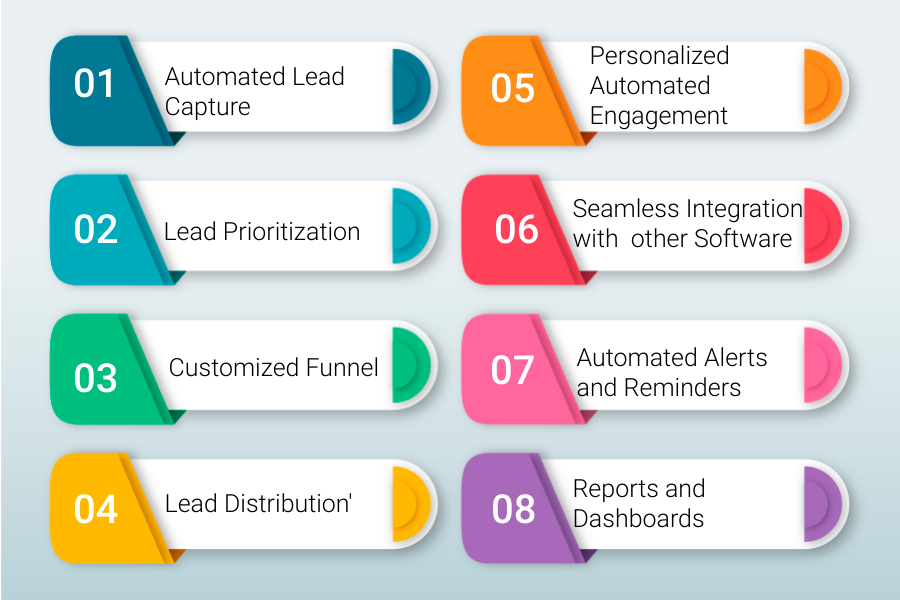 01
Automated Lead
Capture
02
Lead Prioritization
03
Customized Funnel
04
Lead Distribution'
05
Personalized
Automated
Engagement
06
Seamless Integration
with  other Software
07
Automated Alerts
and Reminders
08
Reports and
Dashboards